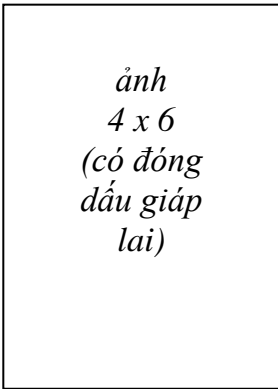 ảnh
4 x 6
(có đóng
dấu giáp
lai)